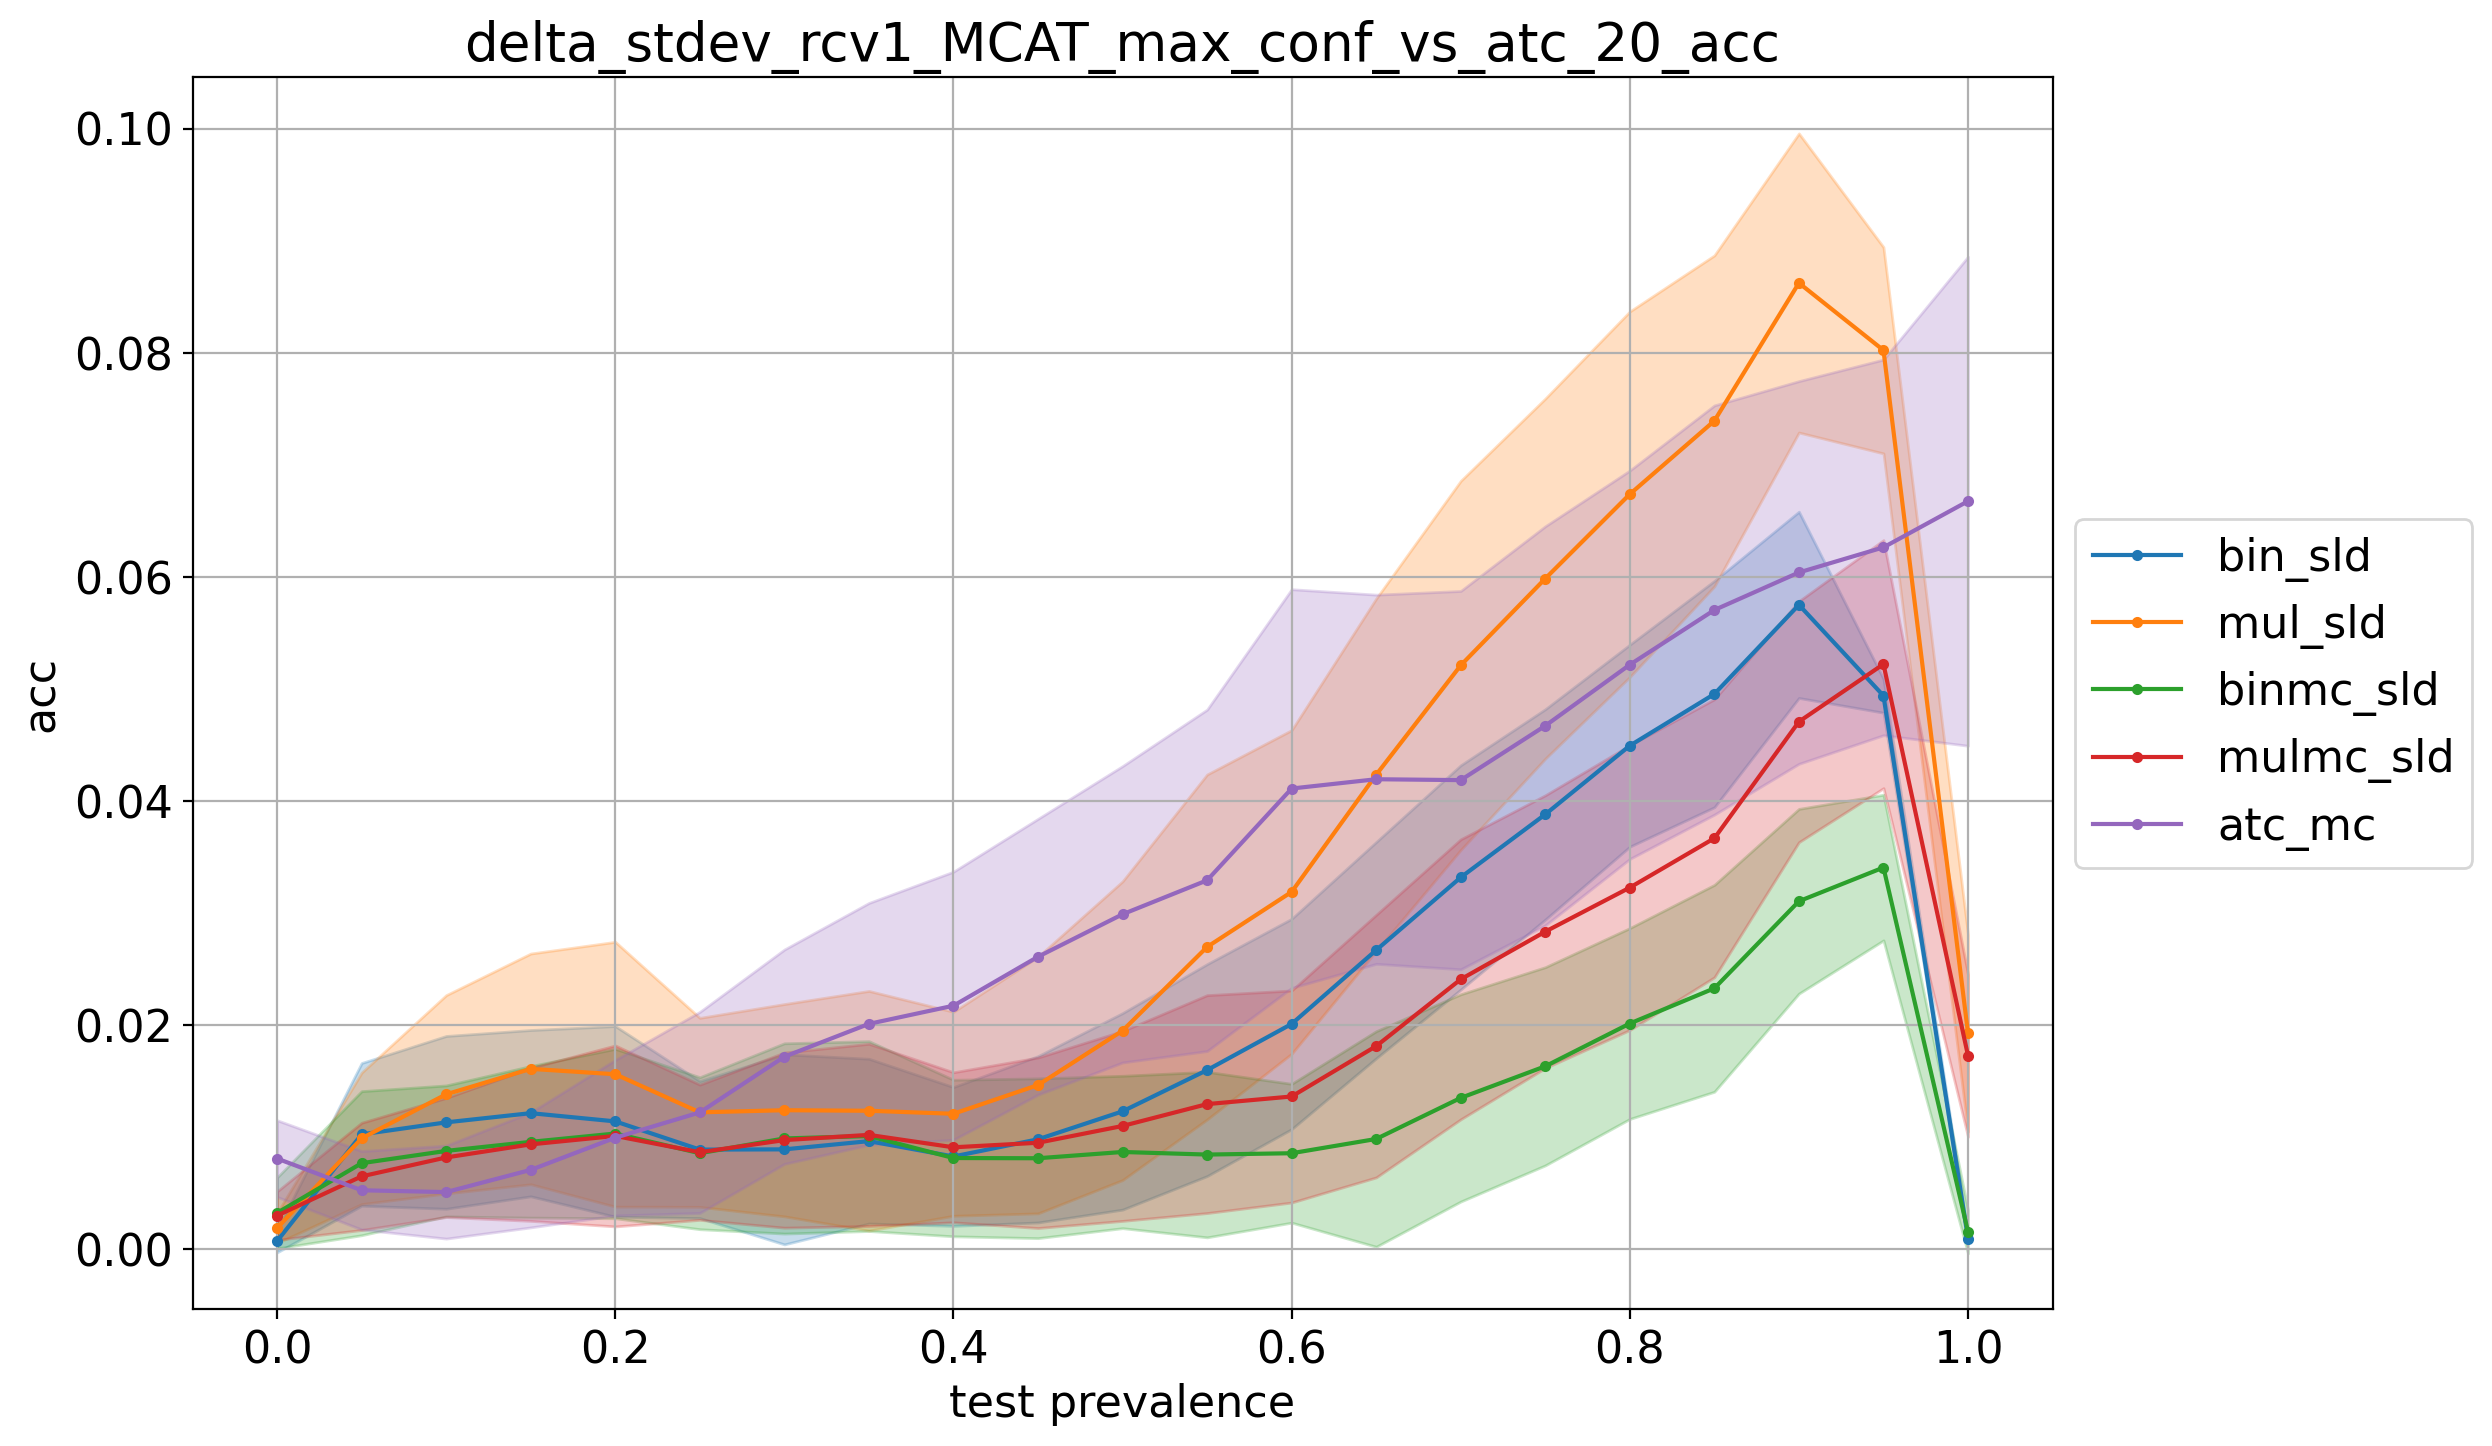 delta_stdev_rcv1_MCAT_max_conf_vs_atc_20_acc
0.10
0.08
0.06
0.04
0.02
0.00
acc
0.0 0.2 0.4 0.6 0.8 1.0
test prevalence
bin_sld
mul_sld
binmc_sld
mulmc_sld
atc_mc